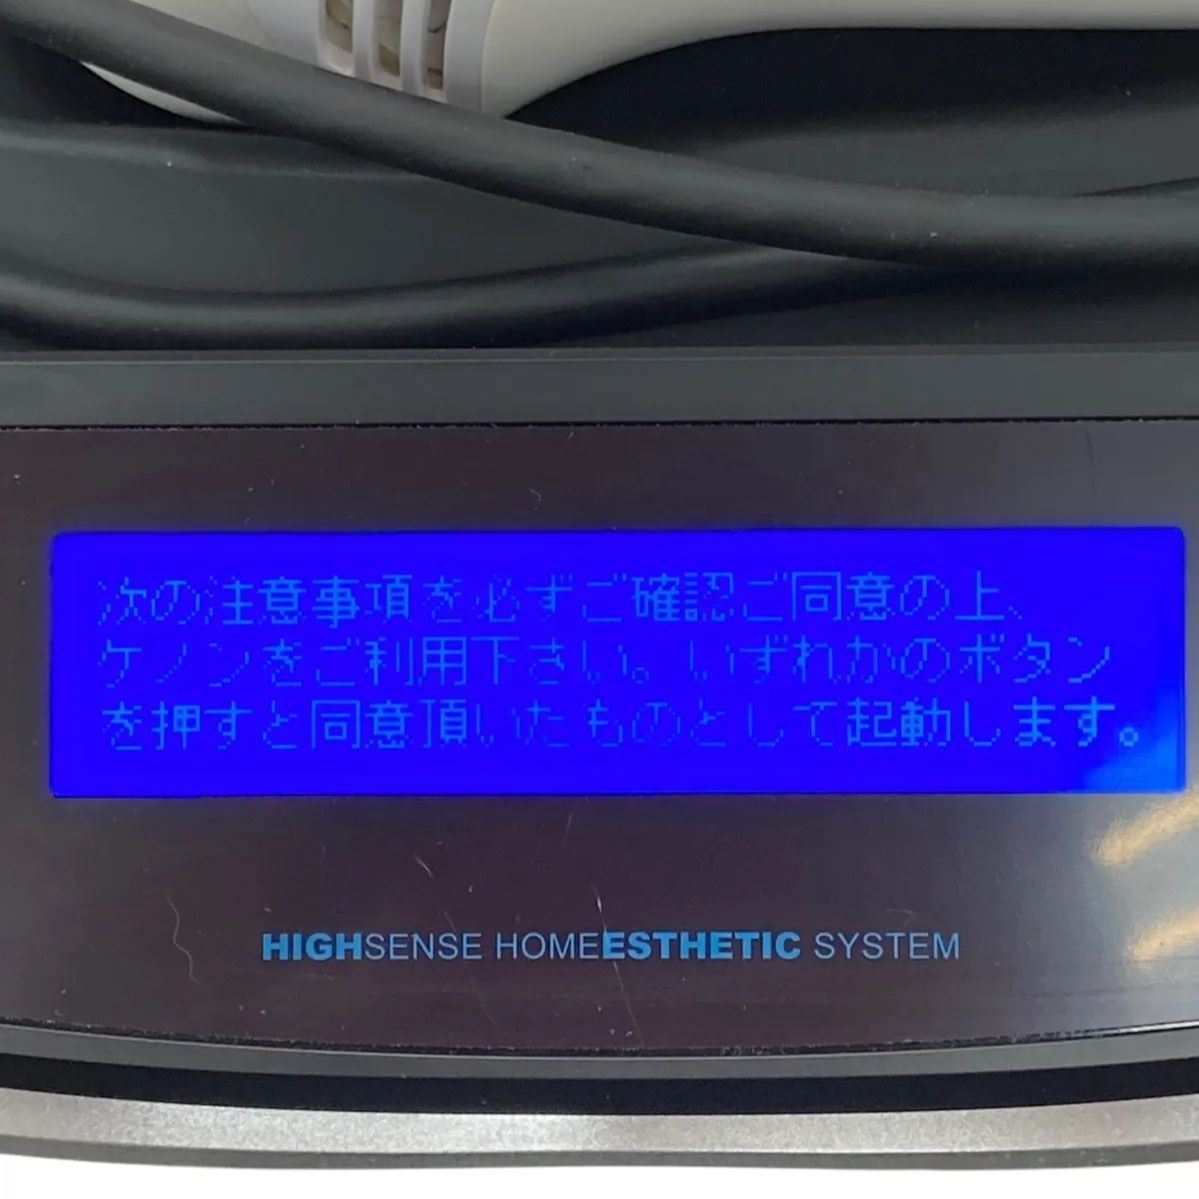 次の注意事項を必ずご確認ご同意の上、
ケノンをご利用下さい。いずれかのボタン
を押すと同意頂いたものとして起動します。
HIGHSENSE HOMEESTHETIC SYSTEM